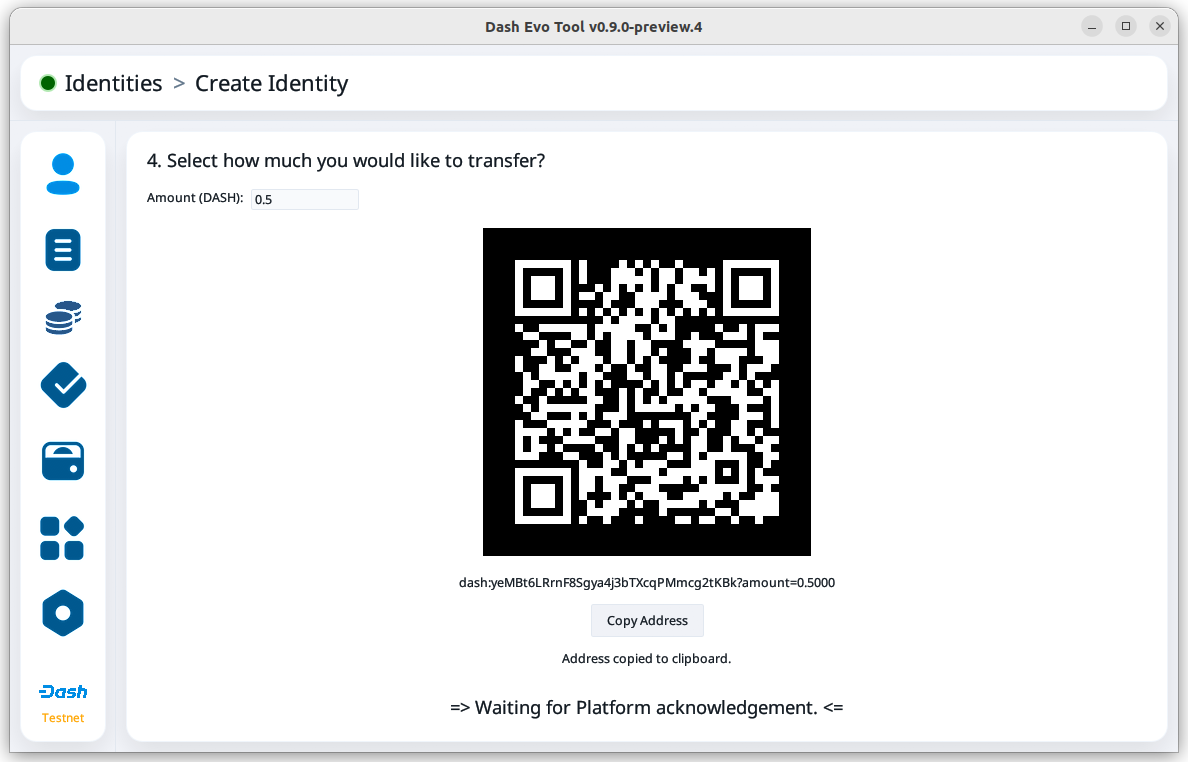 Dash Evo Tool v0.9.0-preview.4
Identities > Create Identity
4. Select how much you would like to transfer?
Amount (DASH): 0.5
dash:yeMBt6LRrnF8Sgya4j3bTXcqPMmcg2tKBk?amount=0.5000
Copy Address
Address copied to clipboard.
=> Waiting for Platform acknowledgement. <=
Dash
Testnet